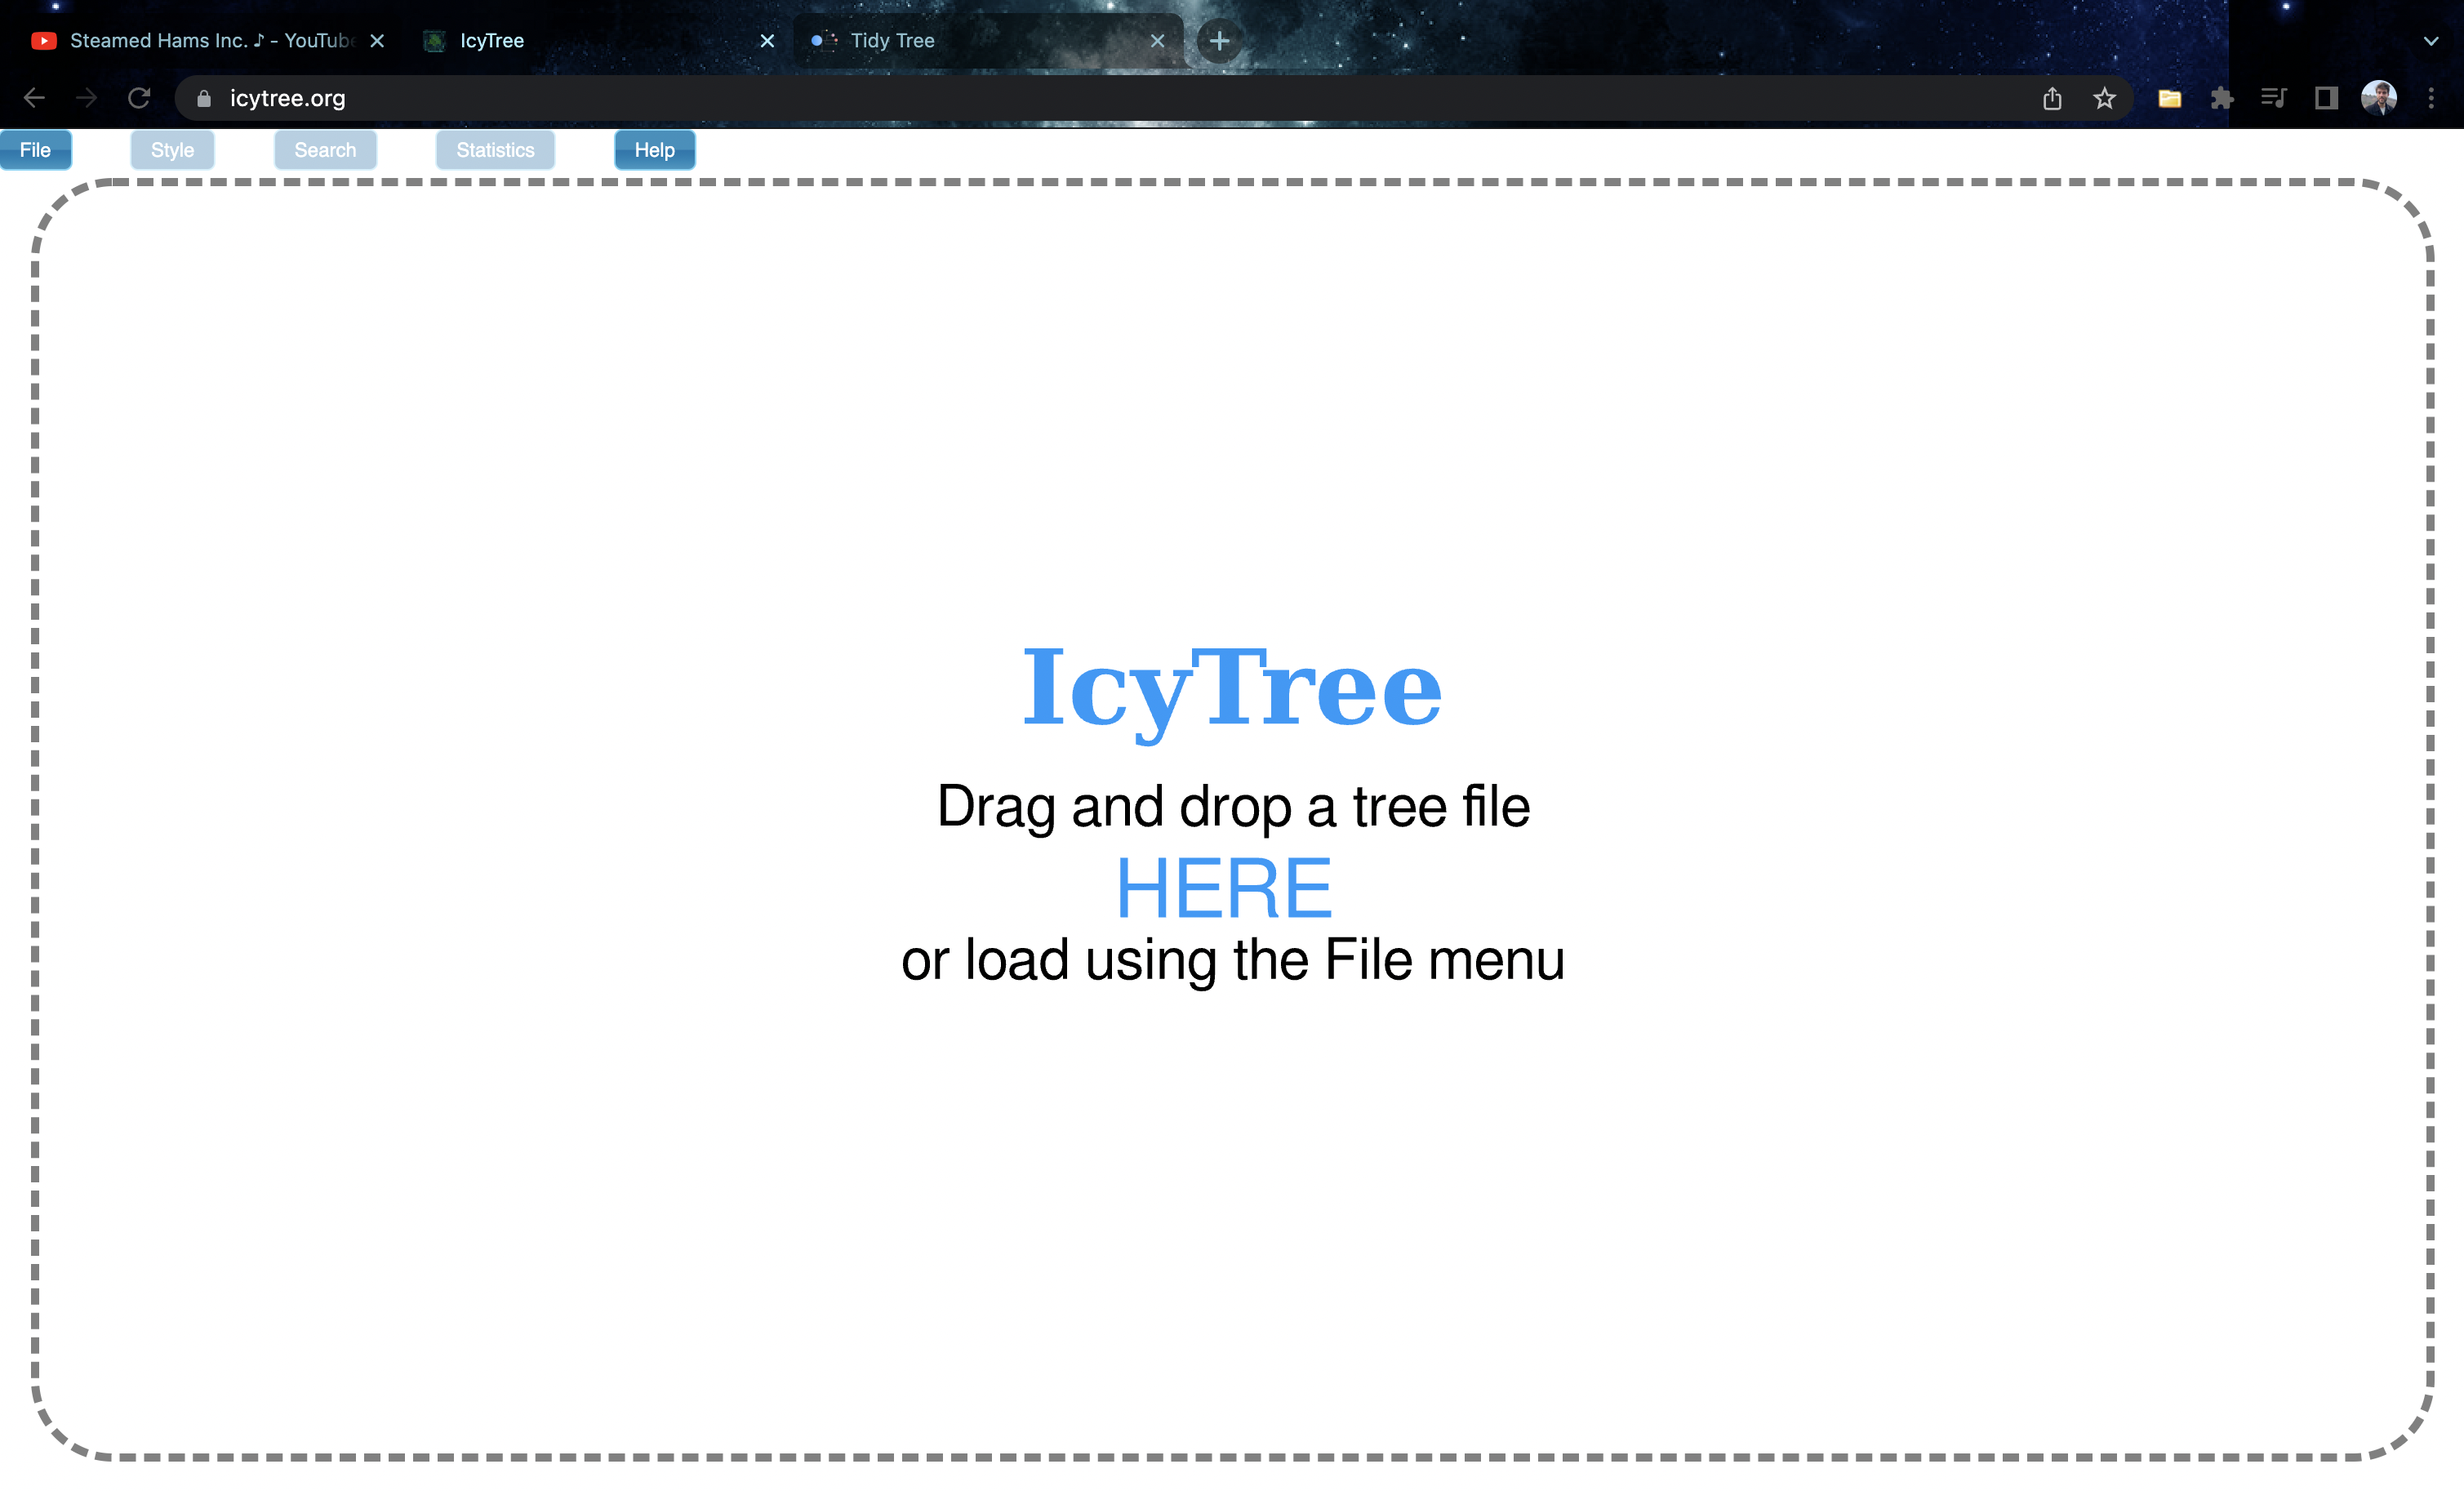 Steamed Hams Inc. ♪ - YouTube
IcyTree
Tidy Tree
icytree.org
File
Style
Search
Statistics
Help
IcyTree
Drag and drop a tree file
HERE
or load using the File menu